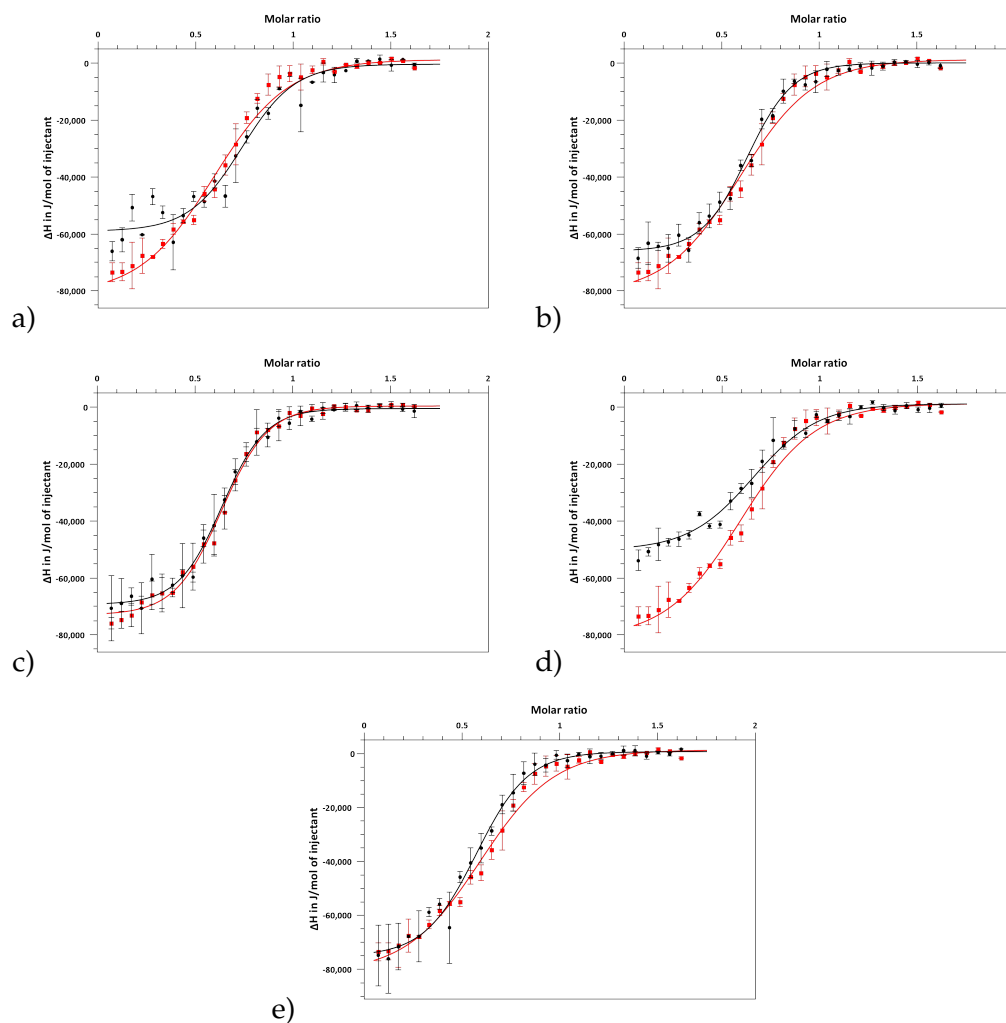 Molar ratio
0 0.5 1 1.5 2
0
-20,000
-40,000
-60,000
-80,000
ΔH in J/mol of injectant
a)
Molar ratio
0 0.5 1 1.5
0
-20,000
-40,000
-60,000
-80,000
ΔH in J/mol of injectant
b)
Molar ratio
0 0.5 1 1.5 2
0
-20,000
-40,000
-60,000
-80,000
ΔH in J/mol of injectant
c)
Molar ratio
0 0.5 1 1.5
0
-20,000
-40,000
-60,000
-80,000
ΔH in J/mol of injectant
d)
Molar ratio
0 0.5 1 1.5 2
0
-20,000
-40,000
-60,000
-80,000
ΔH in J/mol of injectant
e)